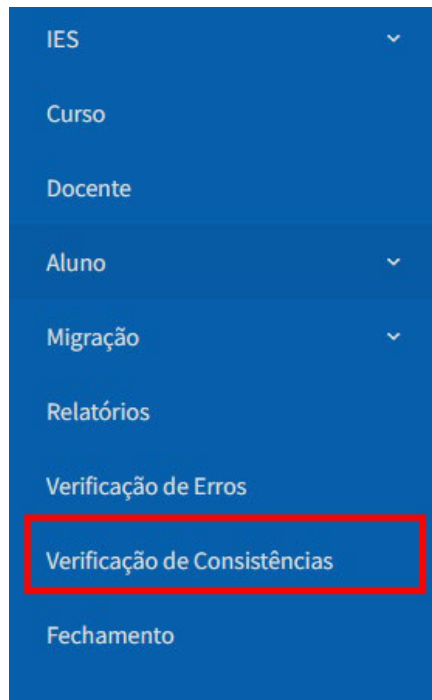 IES
Curso
Docente
Aluno
Migração
Relatórios
Verificação de Erros
Verificação de Consistências
Fechamento